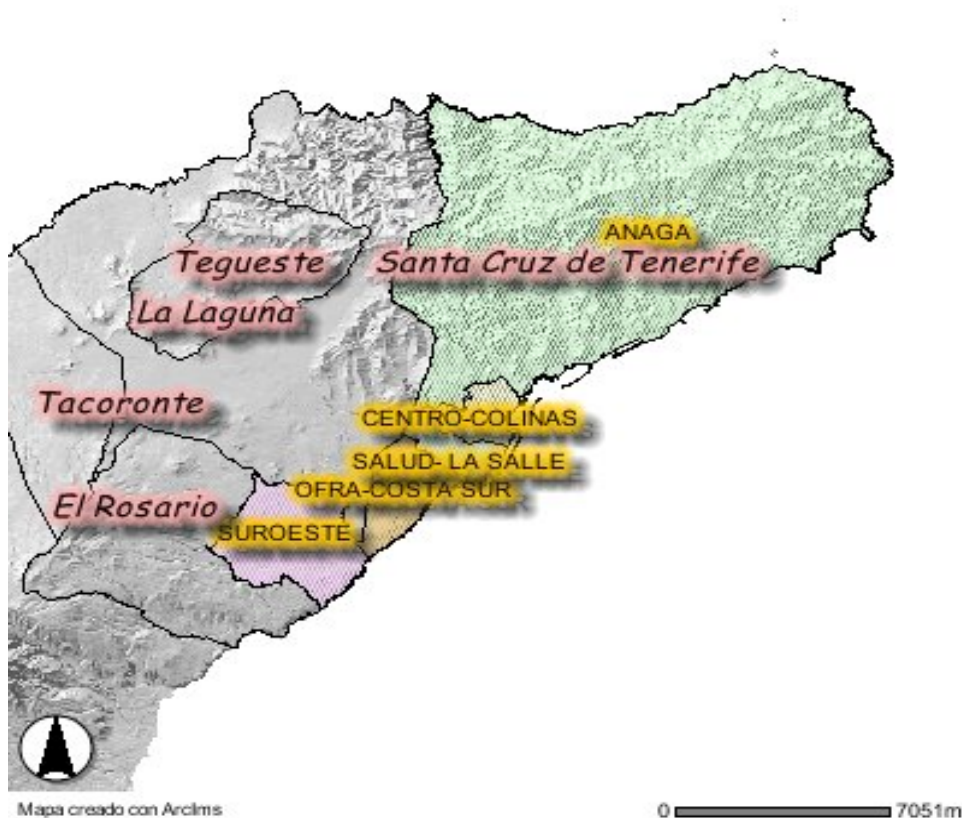 ANAGA
Tegueste
Santa Cruz de Tenerife
La Laguna
Tacoronte
CENTRO-COLINAS
SALUD- LA SALLE
OFRA-COSTA SUR
El Rosario
SUROESTE
Mapa creado con ArcIms
0 7051m